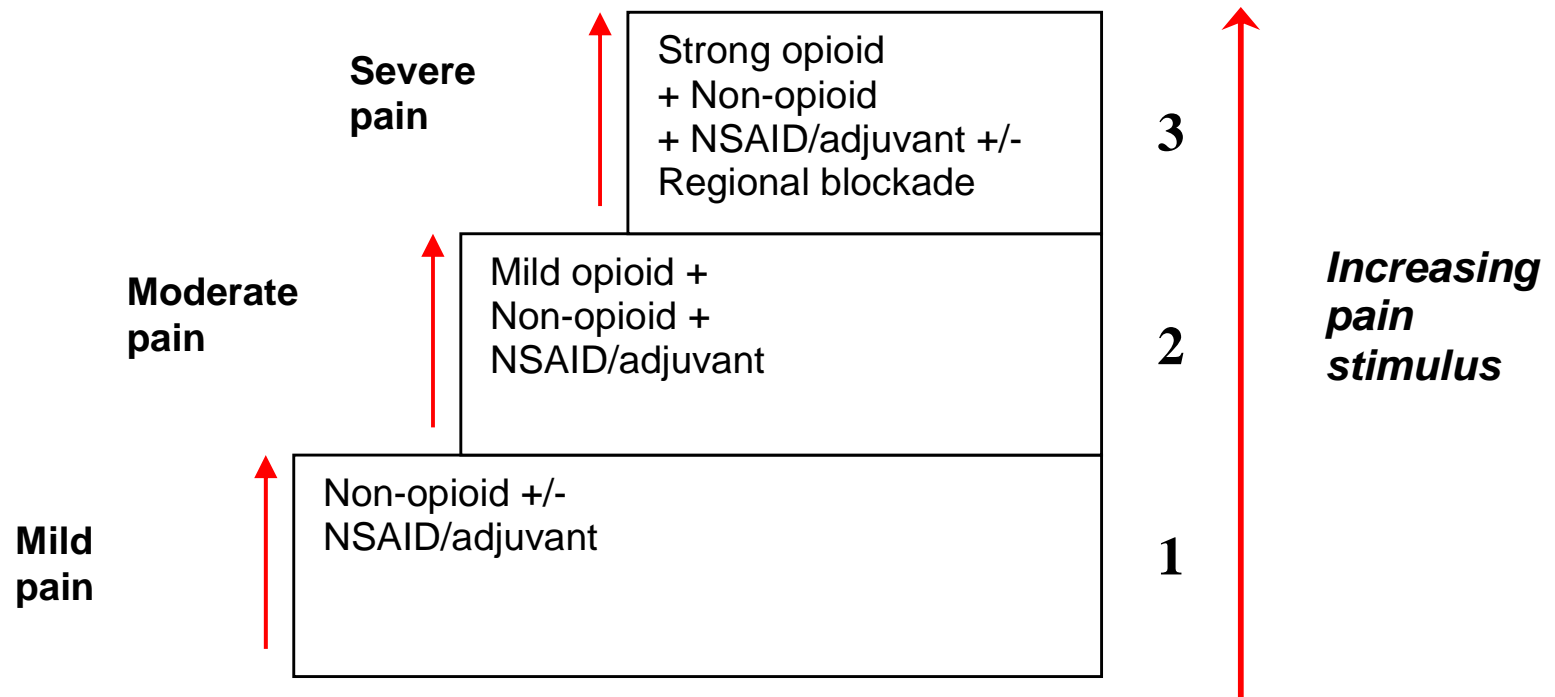 Severe
pain
Strong opioid
+ Non-opioid
+ NSAID/adjuvant +/-
Regional blockade
3
Moderate
pain
Mild opioid +
Non-opioid +
NSAID/adjuvant
2
Increasing
pain
stimulus
Mild
pain
Non-opioid +/-
NSAID/adjuvant
1